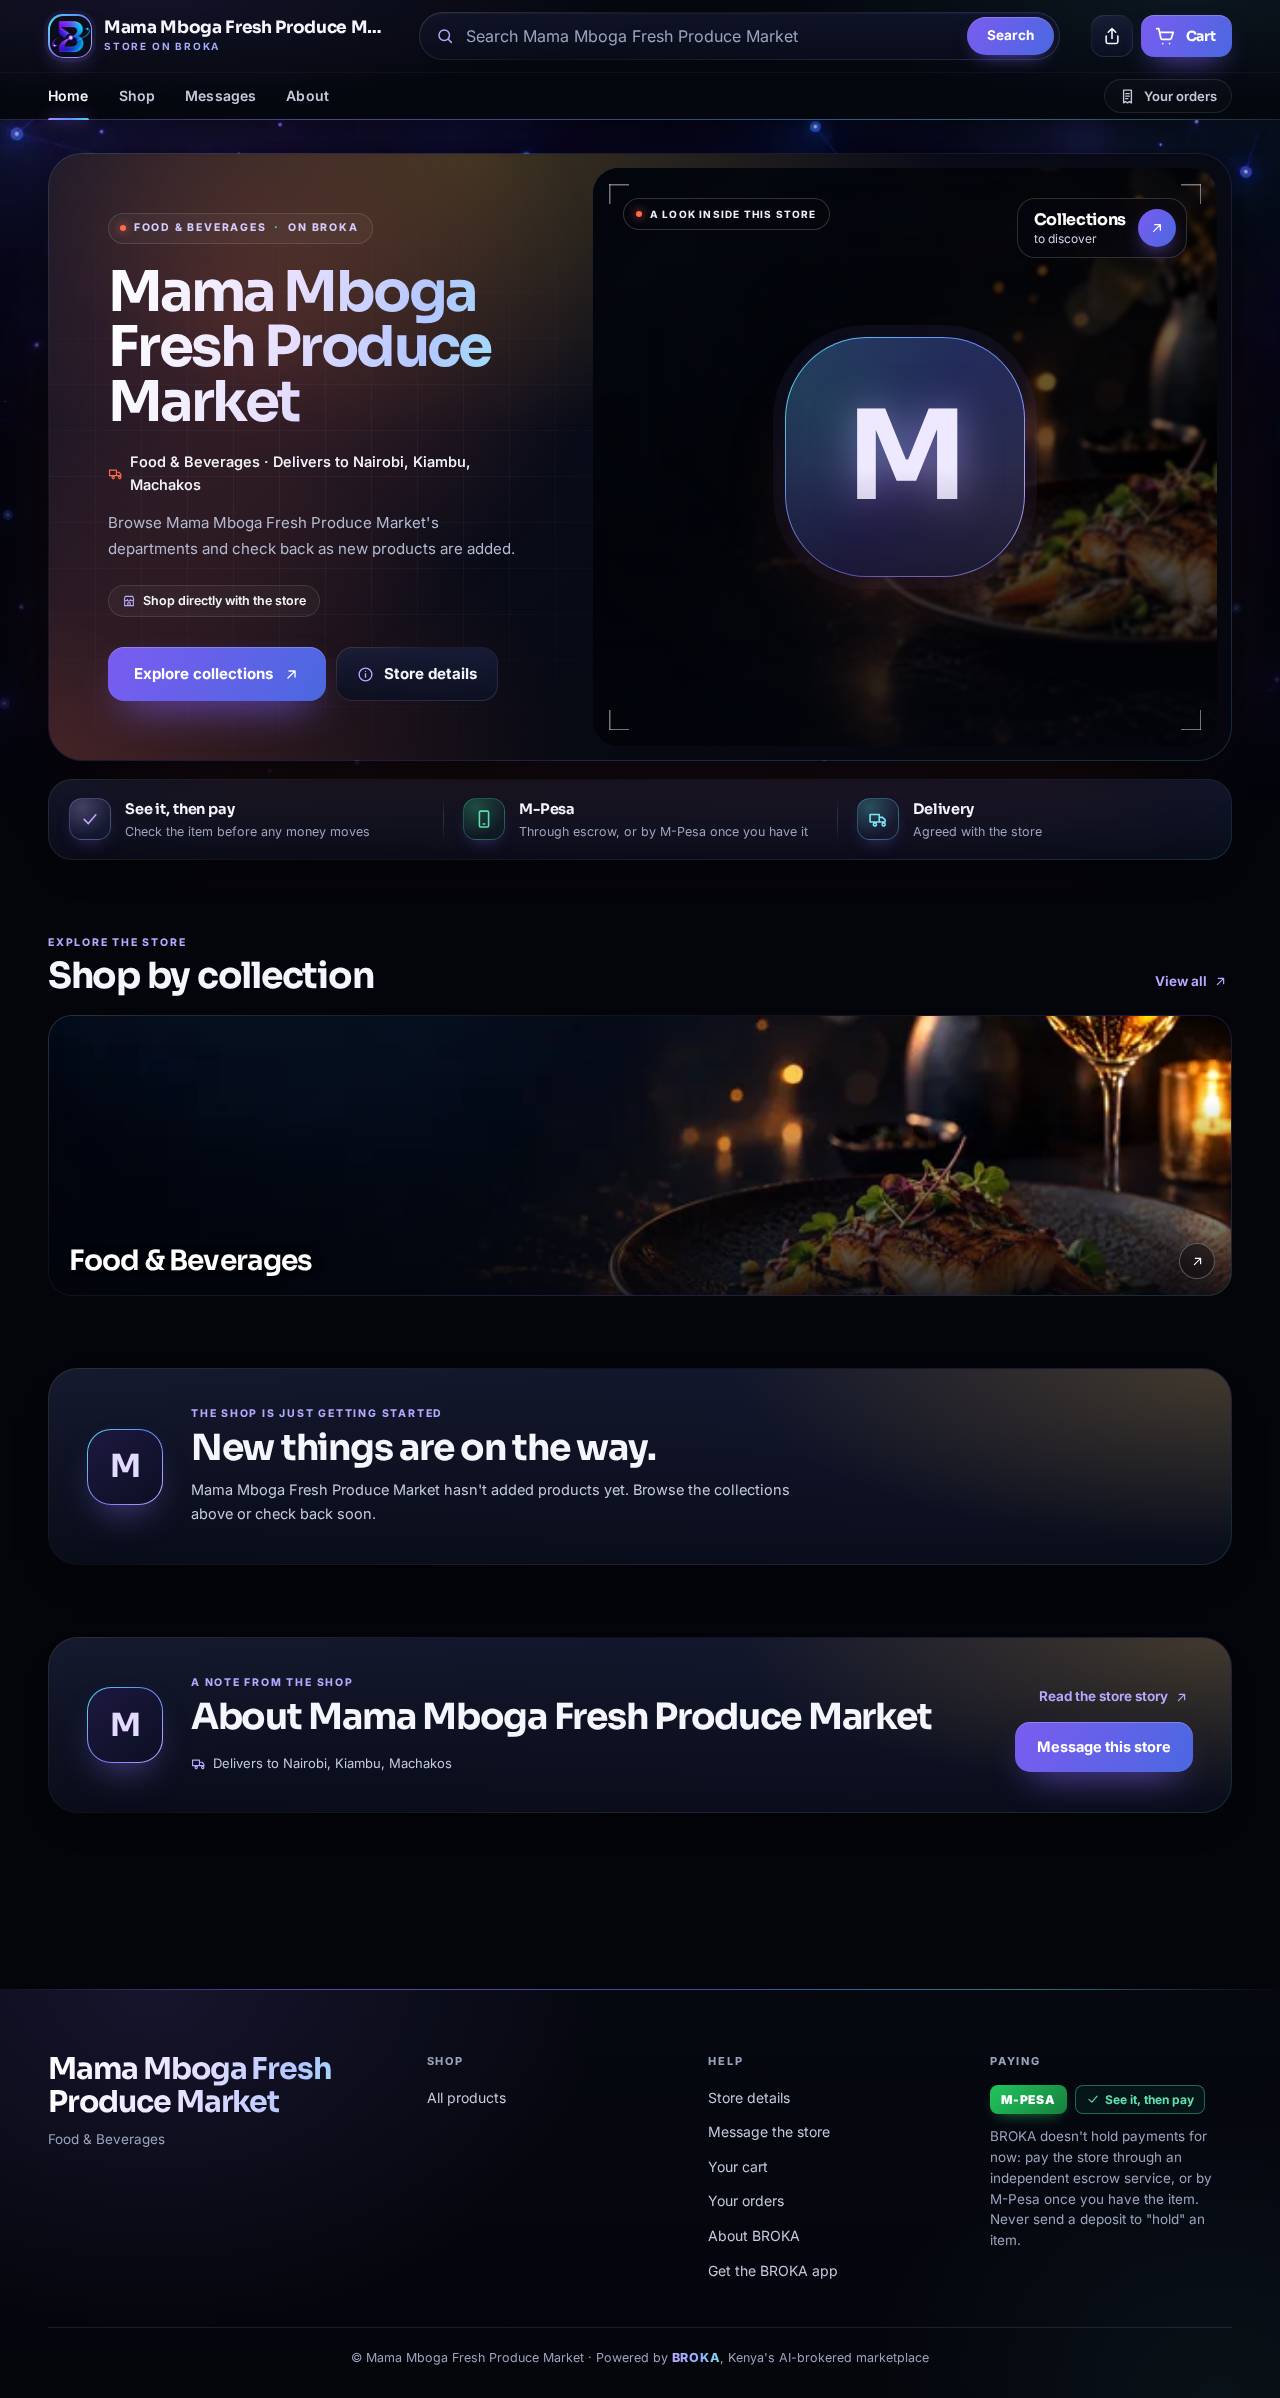 Mama Mboga Fresh Produce M...
STORE ON BROKA
Search Mama Mboga Fresh Produce Market
Search
Cart
Home
Shop
Messages
About
Your orders
FOOD & BEVERAGES · ON BROKA
Mama Mboga
Fresh Produce
Market
Food & Beverages · Delivers to Nairobi, Kiambu,
Machakos
Browse Mama Mboga Fresh Produce Market's
departments and check back as new products are added.
Shop directly with the store
Explore collections
Store details
A LOOK INSIDE THIS STORE
Collections
to discover
M
See it, then pay
Check the item before any money moves
M-Pesa
Through escrow, or by M-Pesa once you have it
Delivery
Agreed with the store
EXPLORE THE STORE
Shop by collection
View all
Food & Beverages
M
THE SHOP IS JUST GETTING STARTED
New things are on the way.
Mama Mboga Fresh Produce Market hasn't added products yet. Browse the collections
above or check back soon.
M
A NOTE FROM THE SHOP
About Mama Mboga Fresh Produce Market
Delivers to Nairobi, Kiambu, Machakos
Read the store story
Message this store
Mama Mboga Fresh
Produce Market
Food & Beverages
SHOP
All products
HELP
Store details
Message the store
Your cart
Your orders
About BROKA
Get the BROKA app
PAYING
M-PESA
See it, then pay
BROKA doesn't hold payments for
now: pay the store through an
independent escrow service, or by
M-Pesa once you have the item.
Never send a deposit to "hold" an
item.
© Mama Mboga Fresh Produce Market · Powered by BROKA, Kenya's AI-brokered marketplace